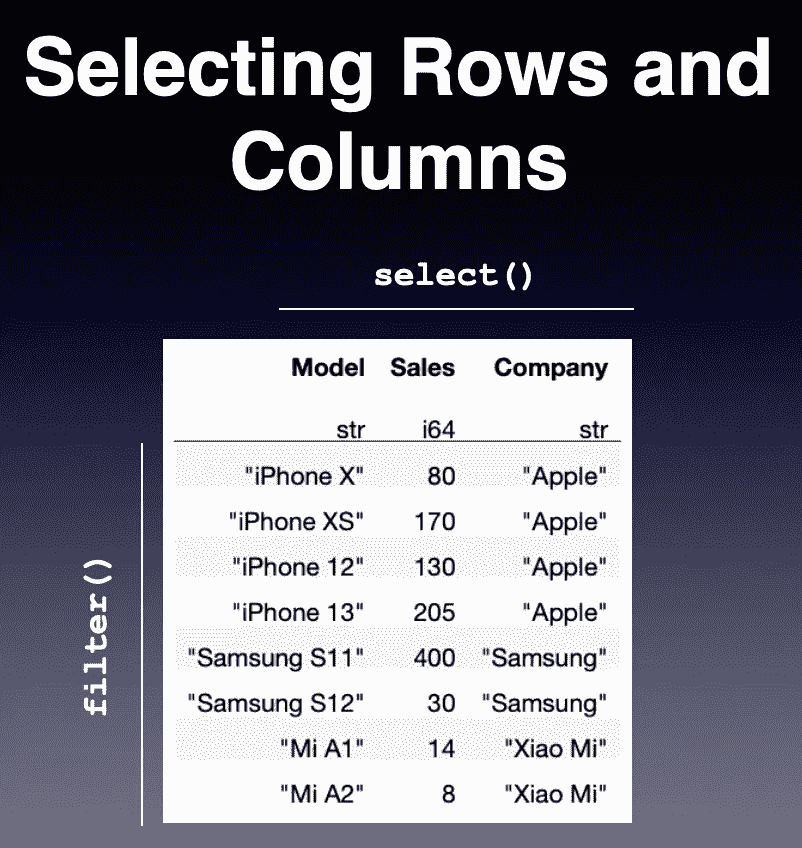 Selecting Rows and
Columns
select()
Model Sales Company
str i64 str
"iPhone X" 80 "Apple"
"iPhone XS" 170 "Apple"
"iPhone 12" 130 "Apple"
"iPhone 13" 205 "Apple"
"Samsung S11" 400 "Samsung"
"Samsung S12" 30 "Samsung"
"Mi A1" 14 "Xiao Mi"
"Mi A2" 8 "Xiao Mi"
filter()